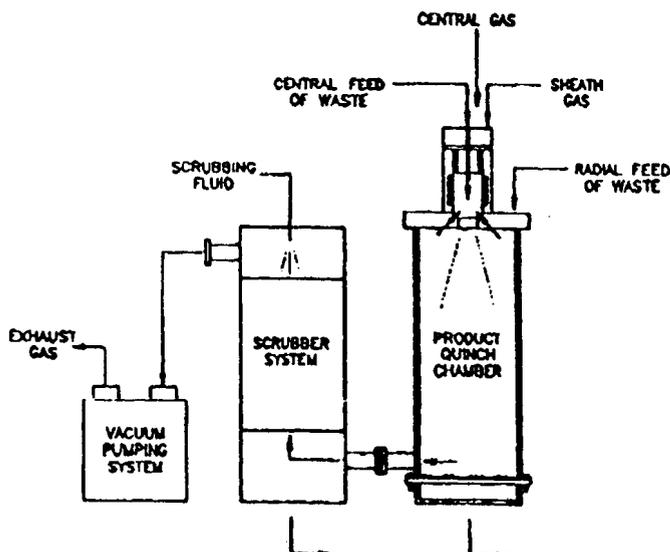 CENTRAL GAS
CENTRAL FEED
OF WASTE
SHEATH
GAS
SCRUBBING
FLUID
RADIAL FEED
OF WASTE
EXHAUST
GAS
SCRUBBER
SYSTEM
PRODUCT
QUINCH
CHAMBER
VACUUM
PUMPING
SYSTEM